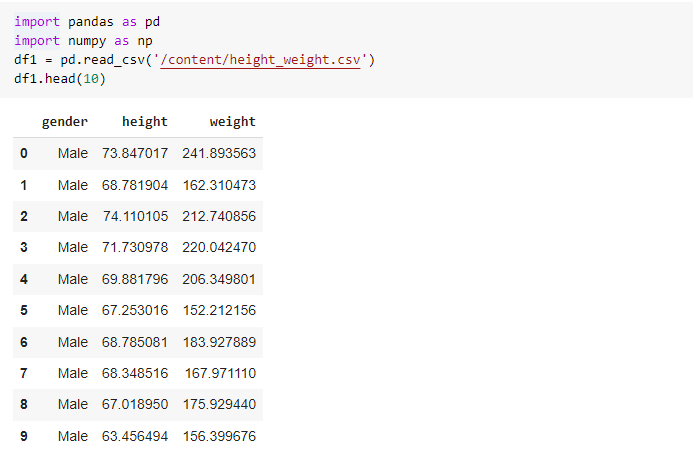 import pandas as pd
import numpy as np
df1 = pd.read_csv('/content/height_weight.csv')
df1.head(10)
gender height weight
0 Male 73.847017 241.893563
1 Male 68.781904 162.310473
2 Male 74.110105 212.740856
3 Male 71.730978 220.042470
4 Male 69.881796 206.349801
5 Male 67.253016 152.212156
6 Male 68.785081 183.927889
7 Male 68.348516 167.971110
8 Male 67.018950 175.929440
9 Male 63.456494 156.399676